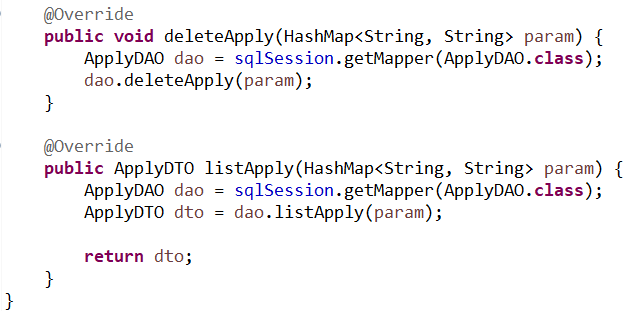 @Override
public void deleteApply(HashMap<String, String> param) {
ApplyDAO dao = sqlSession.getMapper(ApplyDAO.class);
dao.deleteApply(param);
}
@Override
public ApplyDTO listApply(HashMap<String, String> param) {
ApplyDAO dao = sqlSession.getMapper(ApplyDAO.class);
ApplyDTO dto = dao.listApply(param);
return dto;
}
}